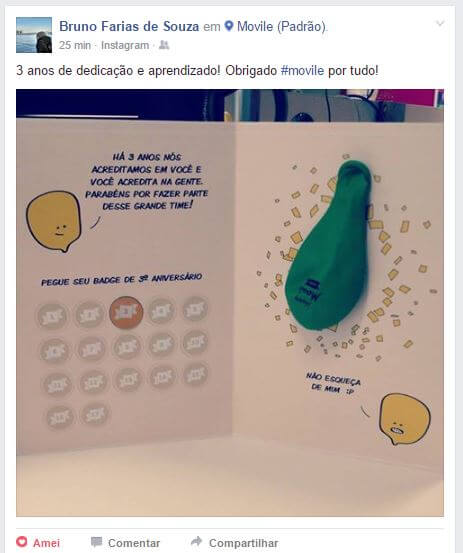 Bruno Farias de Souza em Movile (Padrão).
25 min · Instagram ·
3 anos de dedicação e aprendizado! Obrigado #movile por tudo!
HÁ 3 ANOS NÓS
ACREDITAMOS EM VOCÊ E
VOCÊ ACREDITA NA GENTE.
PARABÉNS POR FAZER PARTE
DESSE GRANDE TIME!
PEGUE SEU BADGE DE 3º ANIVERSÁRIO
NÃO ESQUEÇA
DE MIM :P
Amei Comentar Compartilhar